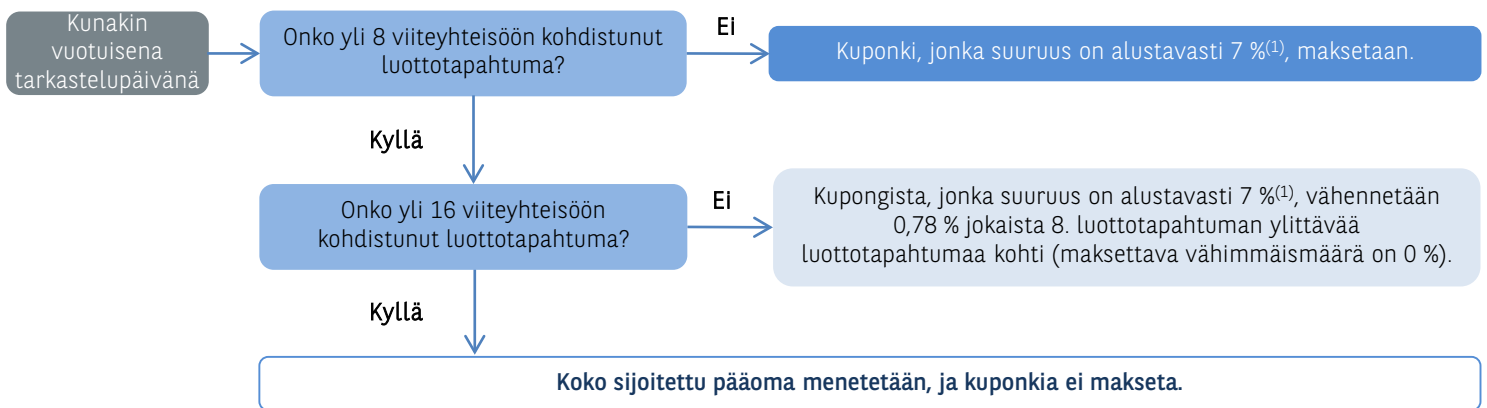 Kunakin
vuotuisena
tarkastelupäivänä
Onko yli 8 viiteyhteisöön kohdistunut
luottotapahtuma?
Ei
Kuponki, jonka suuruus on alustavasti 7 %(1), maksetaan.
Kyllä
Onko yli 16 viiteyhteisöön
kohdistunut luottotapahtuma?
Ei
Kupongista, jonka suuruus on alustavasti 7 %(1), vähennetään
0,78 % jokaista 8. luottotapahtuman ylittävää
luottotapahtumaa kohti (maksettava vähimmäismäärä on 0 %).
Kyllä
Koko sijoitettu pääoma menetetään, ja kuponkia ei makseta.